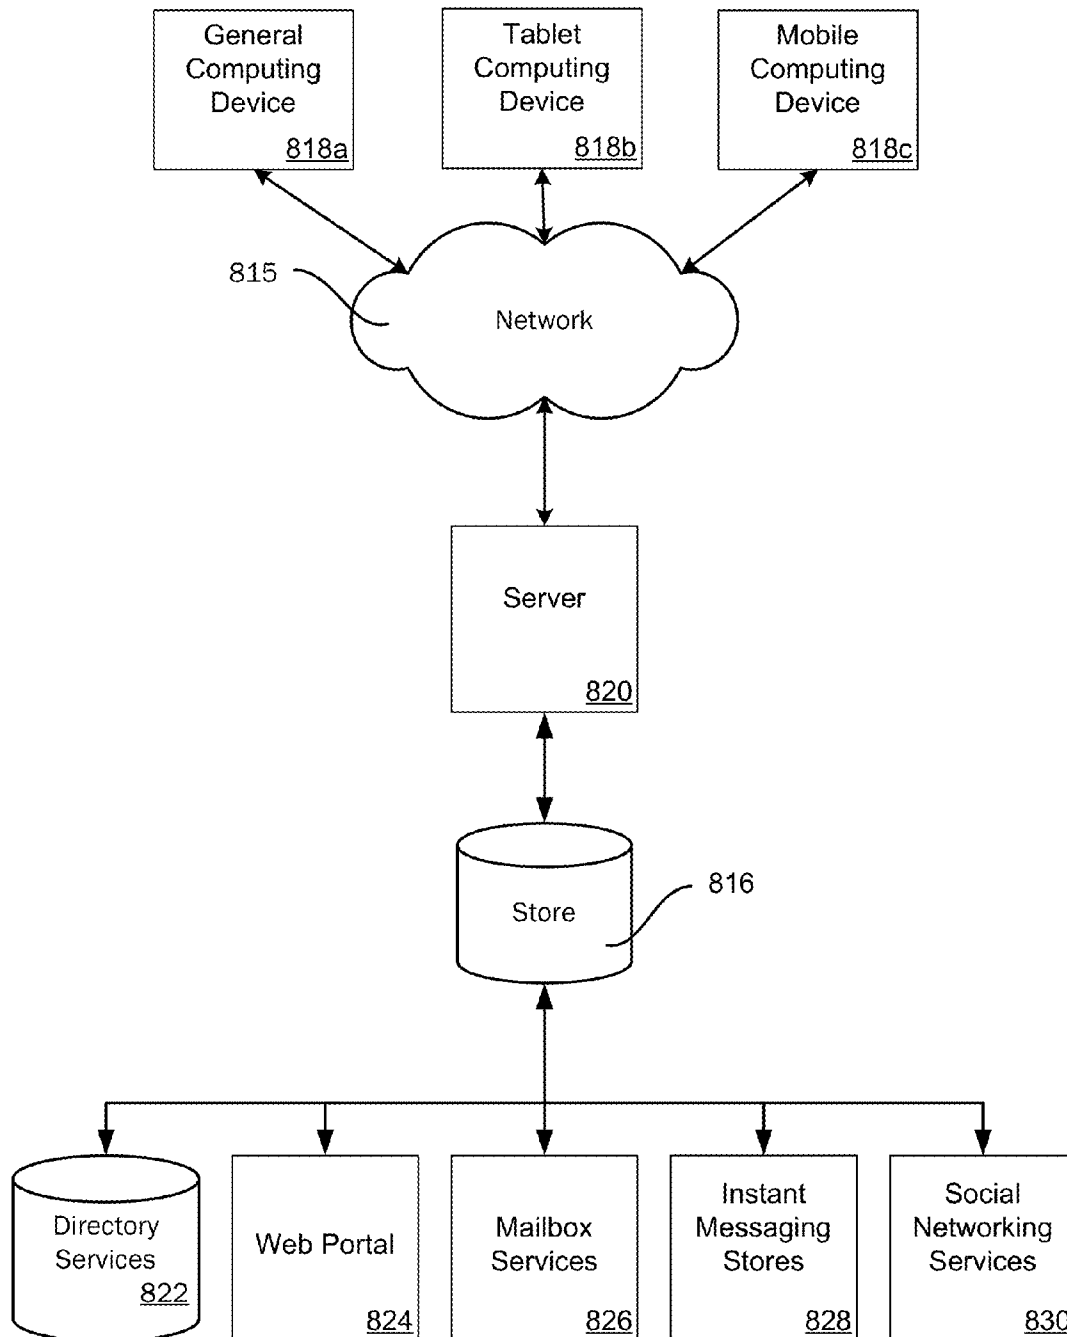 General
Computing
Device
818a
Tablet
Computing
Device
818b
Mobile
Computing
Device
818c
815
Network
Server
820
Store
816
Directory
Services
822
Web Portal
824
Mailbox
Services
826
Instant
Messaging
Stores
828
Social
Networking
Services
830